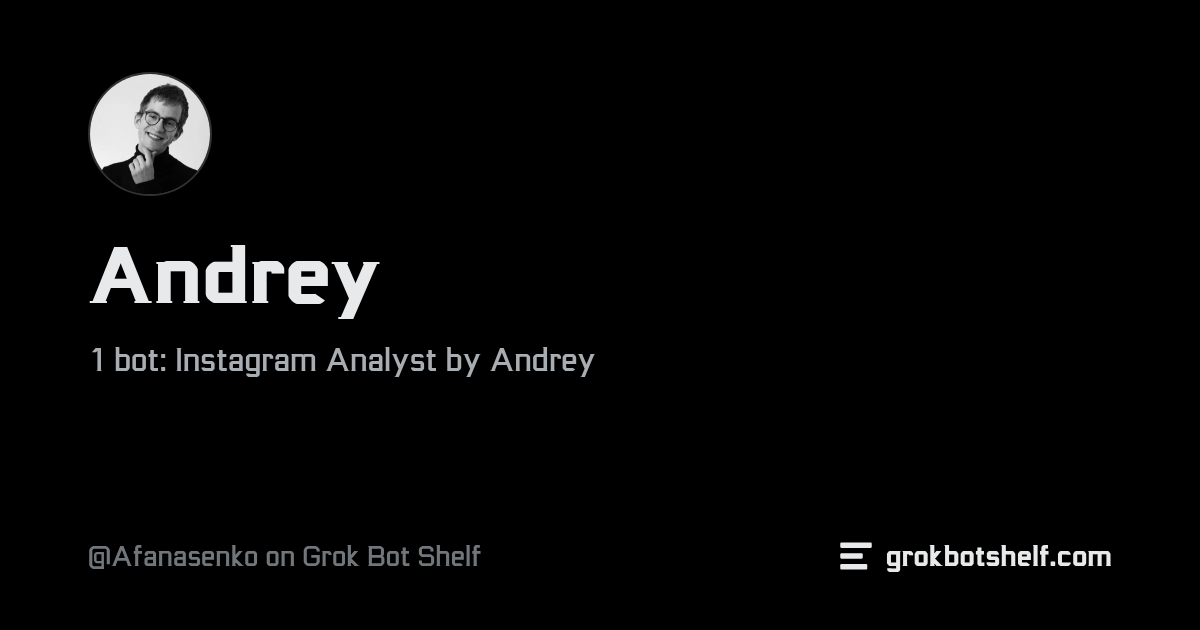 Andrey
1 bot: Instagram Analyst by Andrey
@Afanasenko on Grok Bot Shelf
grokbotshelf.com